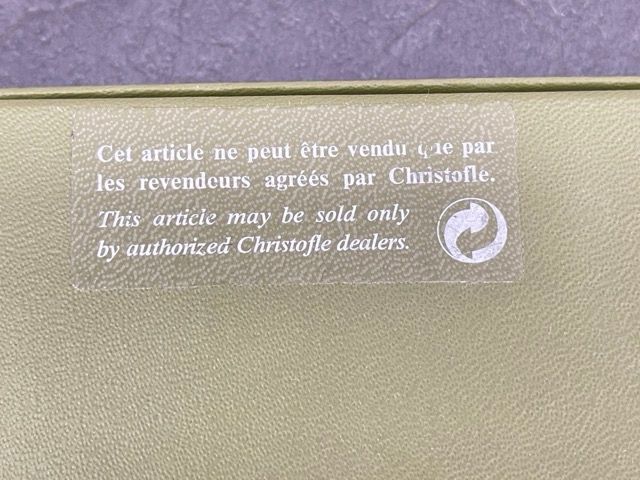 Cet article ne peut être vendu que par
les revendeurs agréés par Christofle.
This article may be sold only
by authorized Christofle dealers.